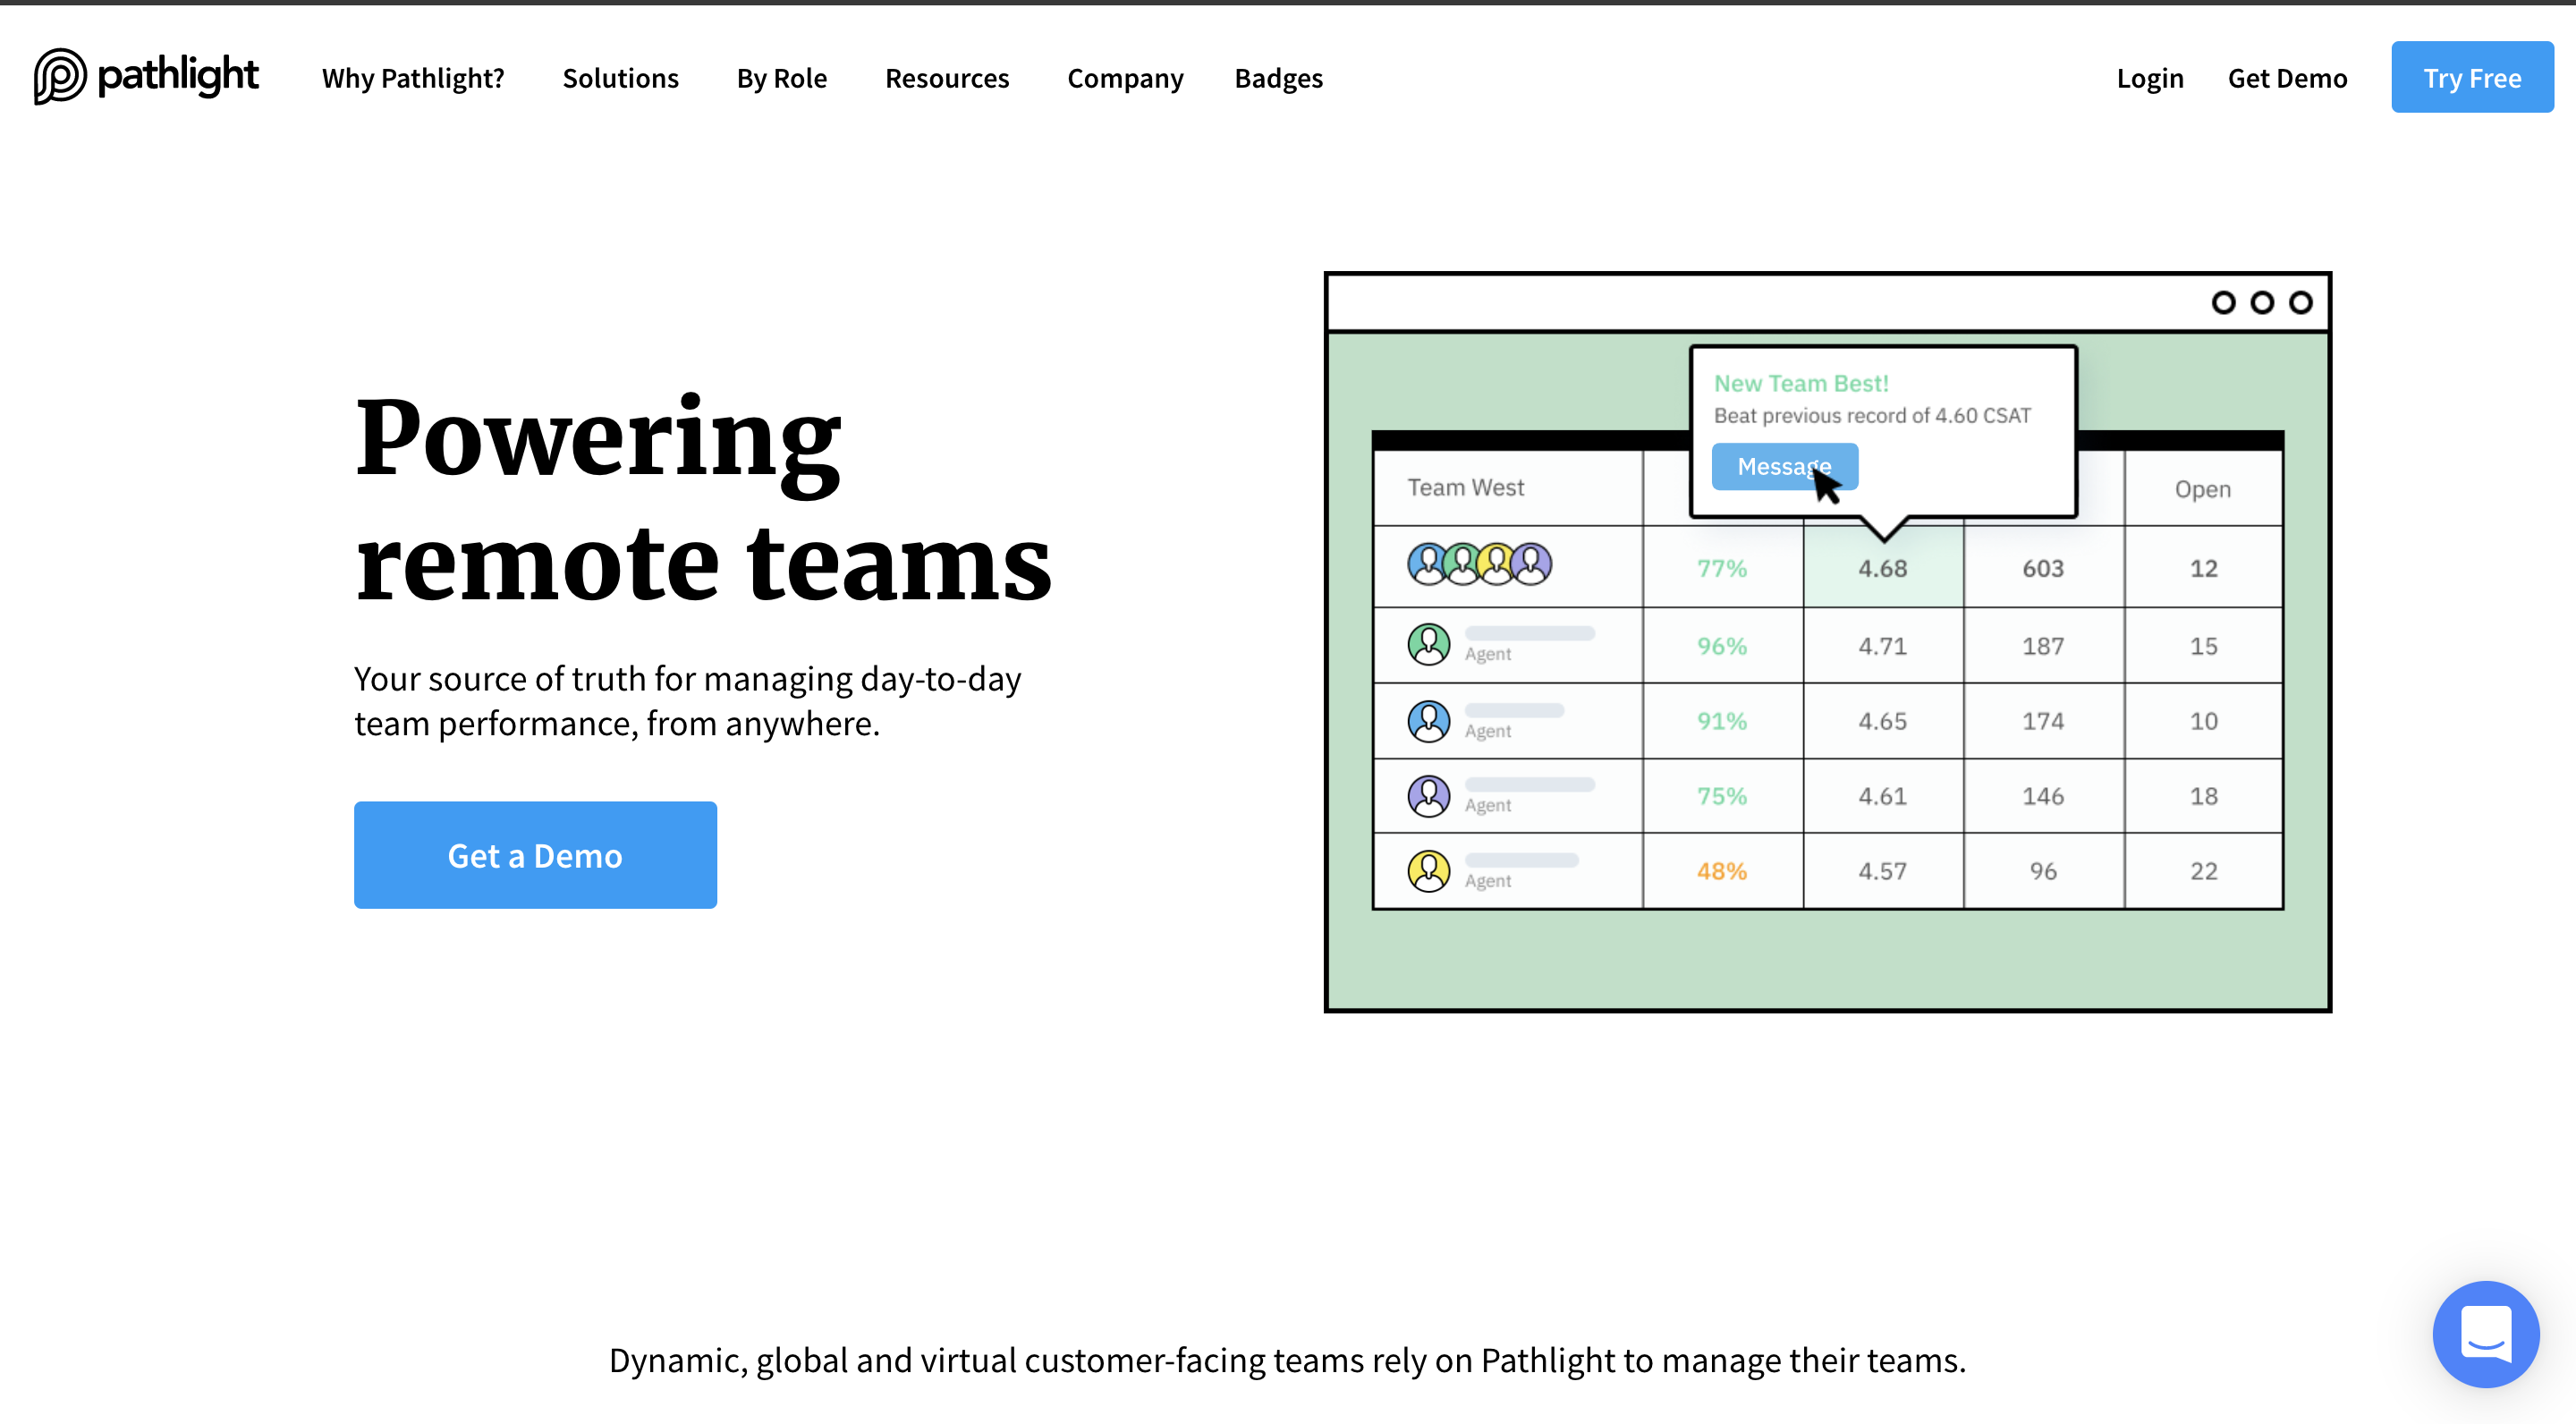 pathlight
Why Pathlight?
Solutions
By Role
Resources
Company
Badges
Login
Get Demo
Try Free
Powering
remote teams
Your source of truth for managing day-to-day
team performance, from anywhere.
Get a Demo
New Team Best!
Beat previous record of 4.60 CSAT
Message
Team West
Open
77% 4.68 603 12
Agent 96% 4.71 187 15
Agent 91% 4.65 174 10
Agent 75% 4.61 146 18
Agent 48% 4.57 96 22
Dynamic, global and virtual customer-facing teams rely on Pathlight to manage their teams.